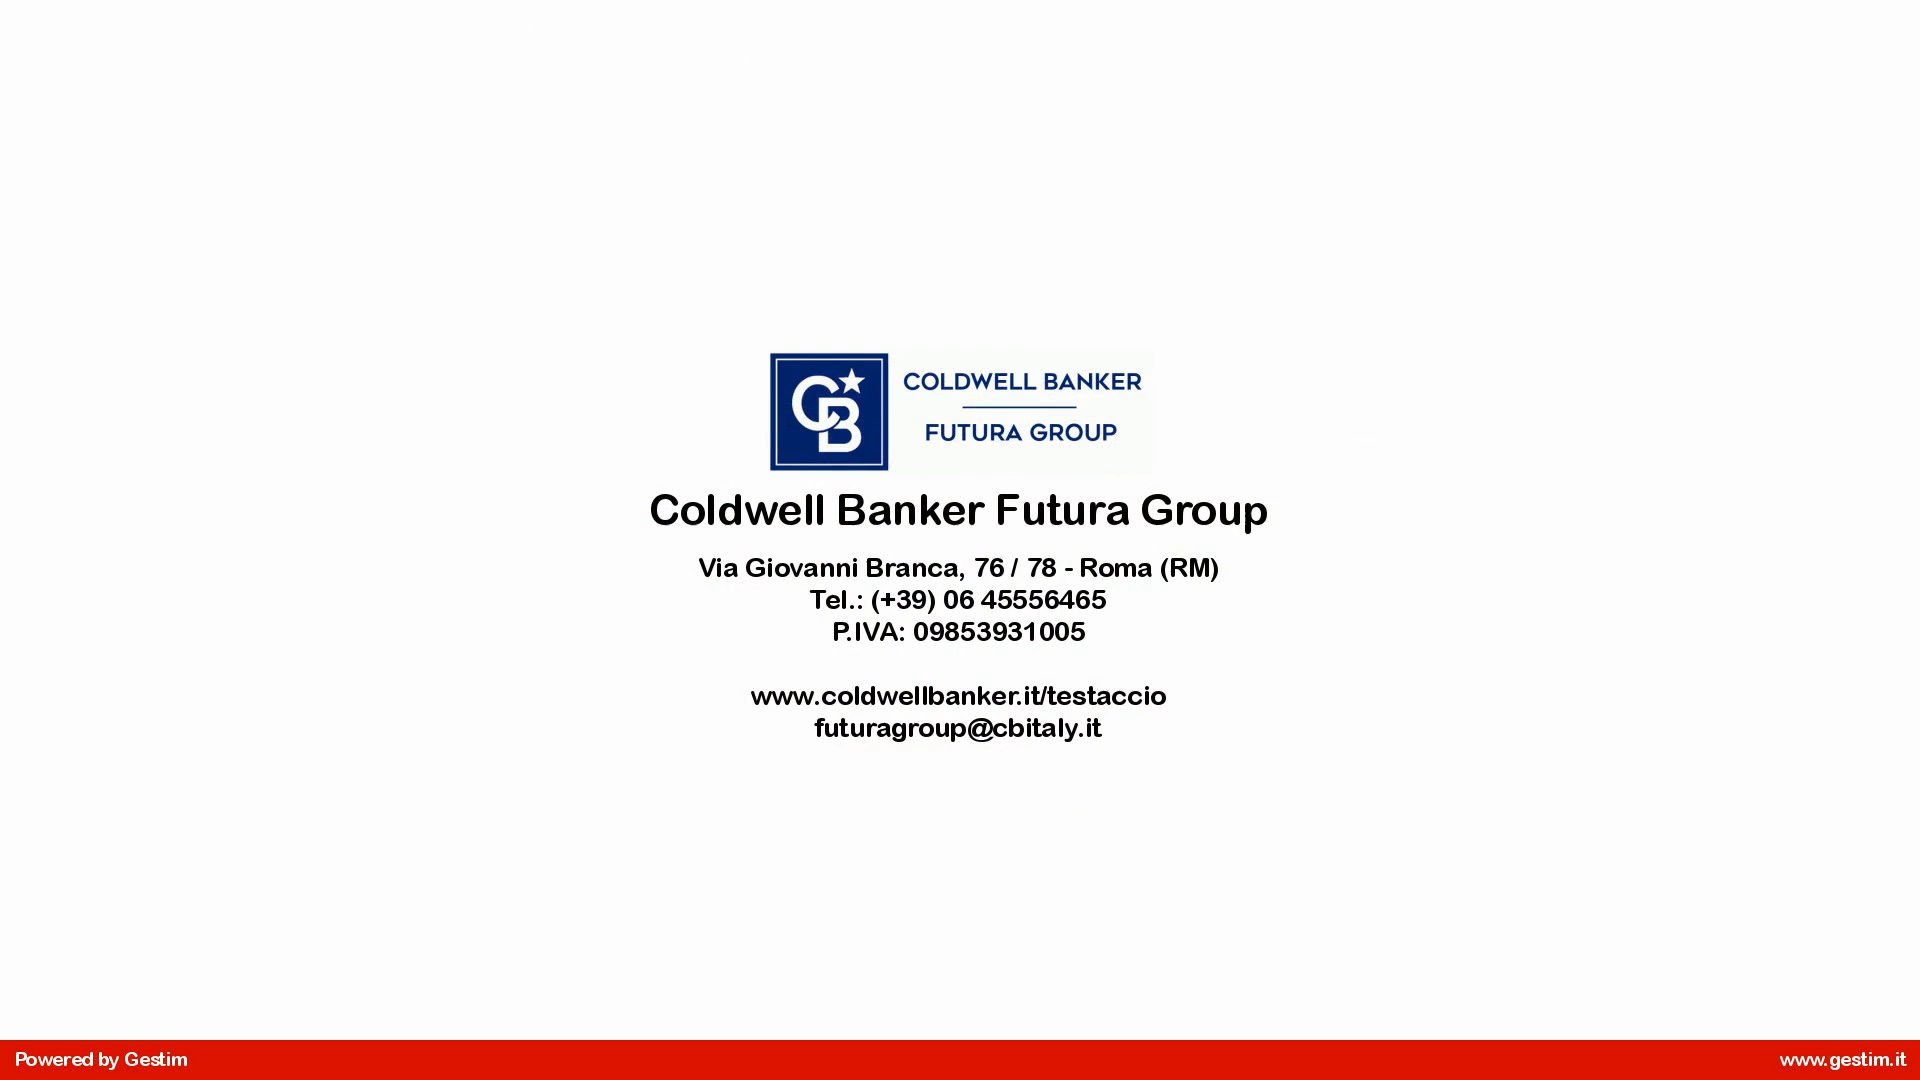 CB
COLDWELL BANKER
FUTURA GROUP
Coldwell Banker Futura Group
Via Giovanni Branca, 76 / 78 - Roma (RM)
Tel.: (+39) 06 45556465
P.IVA: 09853931005
www.coldwellbanker.it/testaccio
futuragroup@cbitaly.it
Powered by Gestim
www.gestim.it